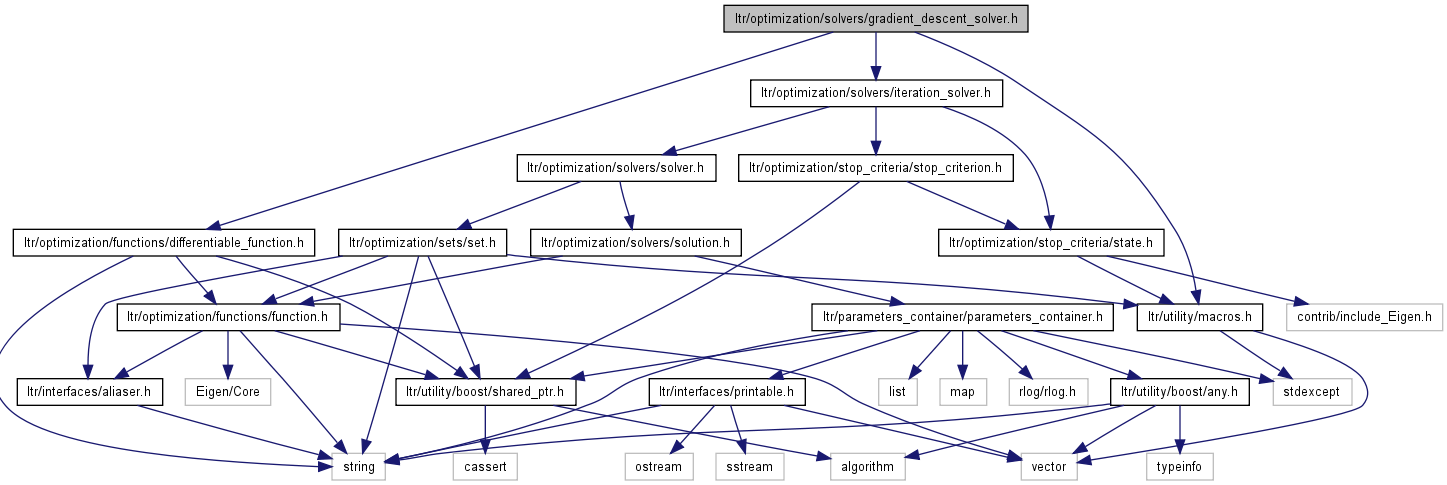 ltr/optimization/solvers/gradient_descent_solver.h
ltr/optimization/solvers/iteration_solver.h
ltr/optimization/solvers/solver.h
ltr/optimization/stop_criteria/stop_criterion.h
ltr/optimization/functions/differentiable_function.h
ltr/optimization/sets/set.h
ltr/optimization/solvers/solution.h
ltr/optimization/stop_criteria/state.h
ltr/optimization/functions/function.h
ltr/parameters_container/parameters_container.h
ltr/utility/macros.h
contrib/include_Eigen.h
ltr/interfaces/aliaser.h
Eigen/Core
ltr/utility/boost/shared_ptr.h
ltr/interfaces/printable.h
list
map
rlog/rlog.h
ltr/utility/boost/any.h
stdexcept
string
cassert
ostream
sstream
algorithm
vector
typeinfo